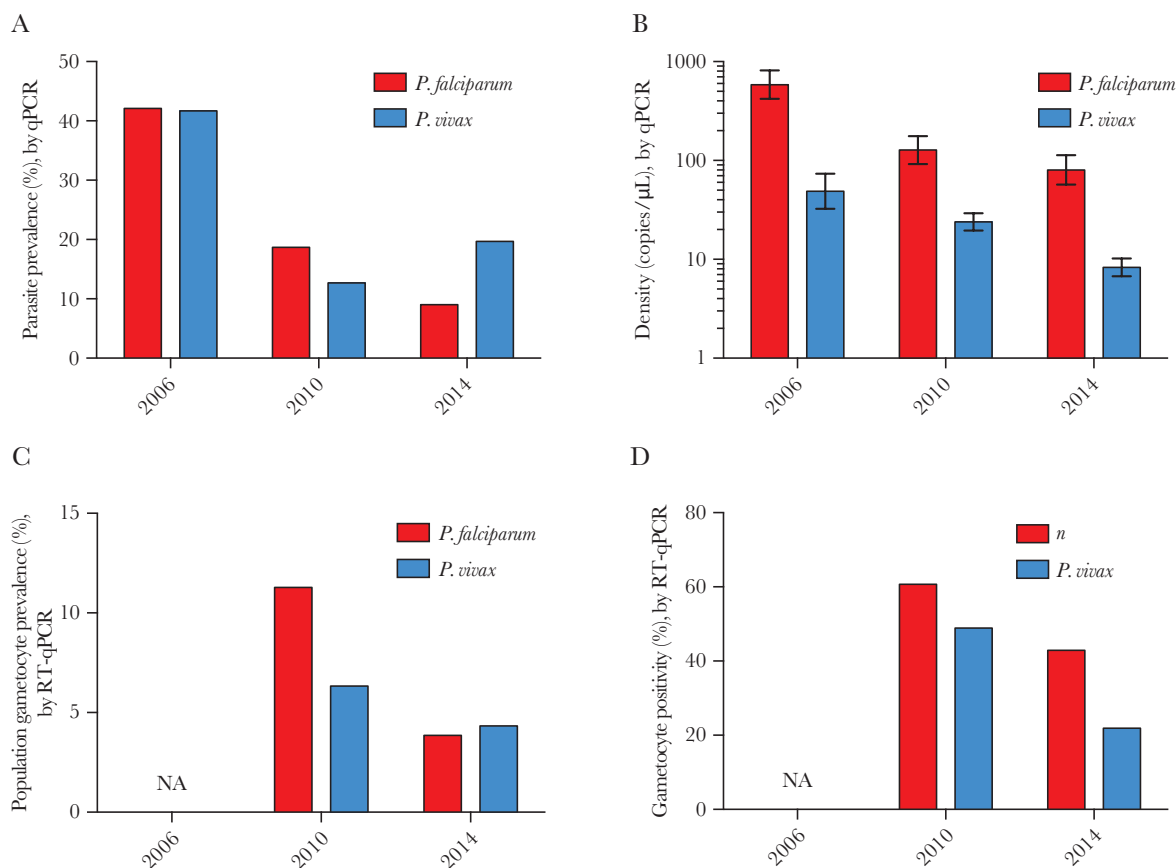 A
Parasite prevalence (%), by qPCR
50
40
30
20
10
0
P. falciparum
P. vivax
2006
2010
2014
B
Density (copies/µL), by qPCR
1000
100
10
1
P. falciparum
P. vivax
2006
2010
2014
C
Population gametocyte prevalence (%),
by RT-qPCR
15
10
5
0
P. falciparum
P. vivax
NA
2006
2010
2014
D
Gametocyte positivity (%), by RT-qPCR
80
60
40
20
0
n
P. vivax
NA
2006
2010
2014